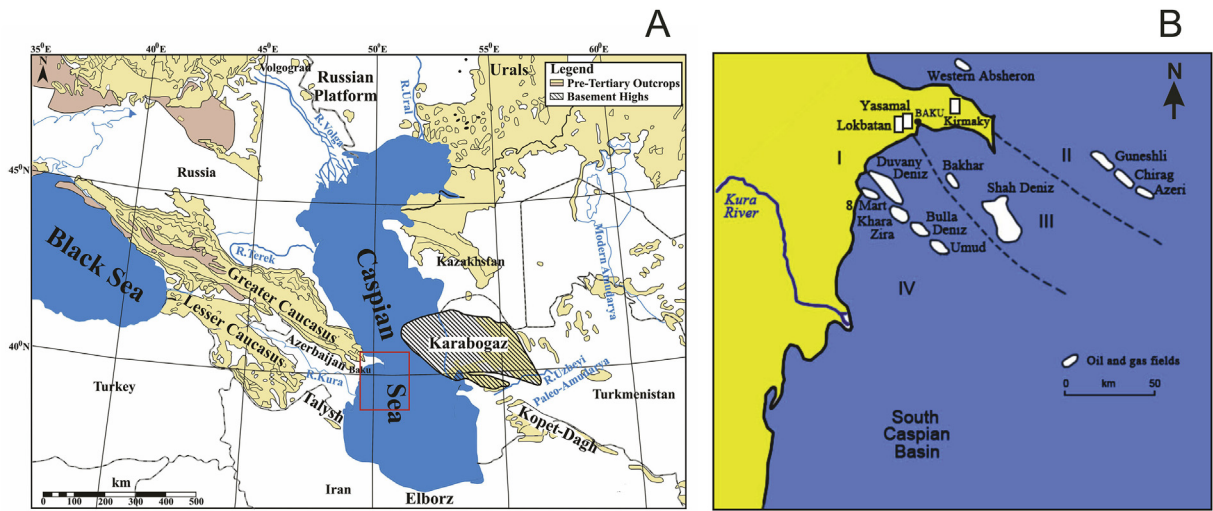 A
35°E
40°E
45°E
50°E
55°E
60°E
N
Volgograd
Russian
Platform
R.Ural
Urals
Legend
Pre-Tertiary Outcrops
Basement Highs
R.Volga
45°N
Russia
Black Sea
R.Terek
Caspian
Sea
Kazakhstan
Modern Amudarya
Greater Caucasus
Lesser Caucasus
Karabogaz
40°N
Azerbaijan
Baku
R.Kura
R.Uzboyi
Paleo-Amudarya
Turkey
Talysh
Turkmenistan
Kopet-Dagh
km
0 100 200 300 400 500
Iran
Elborz
B
Western Absheron
N
Yasamal
BAKU
Kirmaky
Lokbatan
I
II
Guneshli
Chirag
Azeri
Duvany
Deniz
Bakhar
Shah Deniz
Kura
River
8 Mart
Khara
Zira
Bulla
Deniz
III
Umud
IV
Oil and gas fields
0 km 50
South
Caspian
Basin